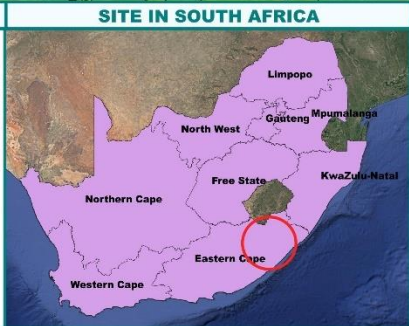 SITE IN SOUTH AFRICA
Limpopo
Gauteng
Mpumalanga
North West
Free State
KwaZulu-Natal
Northern Cape
Eastern Cape
Western Cape